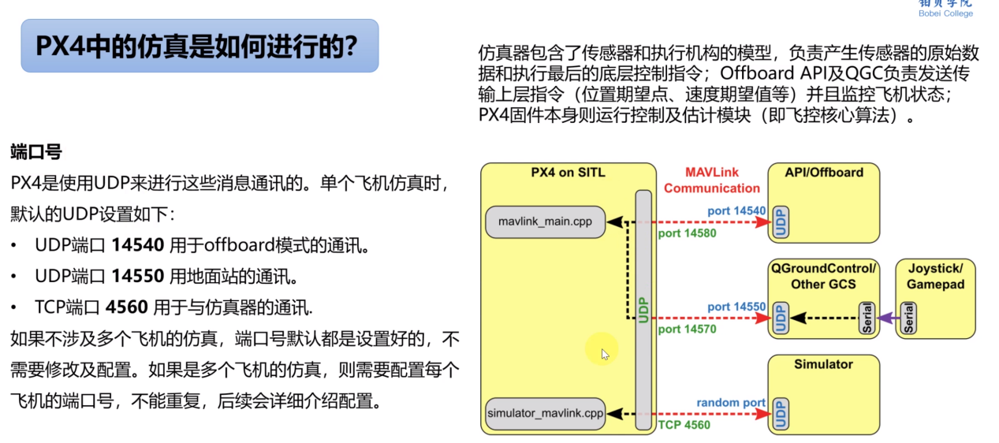 铂贝学院
Bobei College
PX4中的仿真是如何进行的？
仿真器包含了传感器和执行机构的模型，负责产生传感器的原始数
据和执行最后的底层控制指令；Offboard API及QGC负责发送传
输上层指令（位置期望点、速度期望值等）并且监控飞机状态；
PX4固件本身则运行控制及估计模块（即飞控核心算法）。
端口号
PX4是使用UDP来进行这些消息通讯的。单个飞机仿真时，
默认的UDP设置如下：
• UDP端口 14540 用于offboard模式的通讯。
• UDP端口 14550 用地面站的通讯。
• TCP端口 4560 用于与仿真器的通讯.
如果不涉及多个飞机的仿真，端口号默认都是设置好的，不
需要修改及配置。如果是多个飞机的仿真，则需要配置每个
飞机的端口号，不能重复，后续会详细介绍配置。
PX4 on SITL
mavlink_main.cpp
simulator_mavlink.cpp
UDP
MAVLink
Communication
port 14540
port 14580
port 14550
port 14570
random port
TCP 4560
API/Offboard
UDP
QGroundControl/
Other GCS
UDP
Serial
Joystick/
Gamepad
Serial
Simulator
UDP